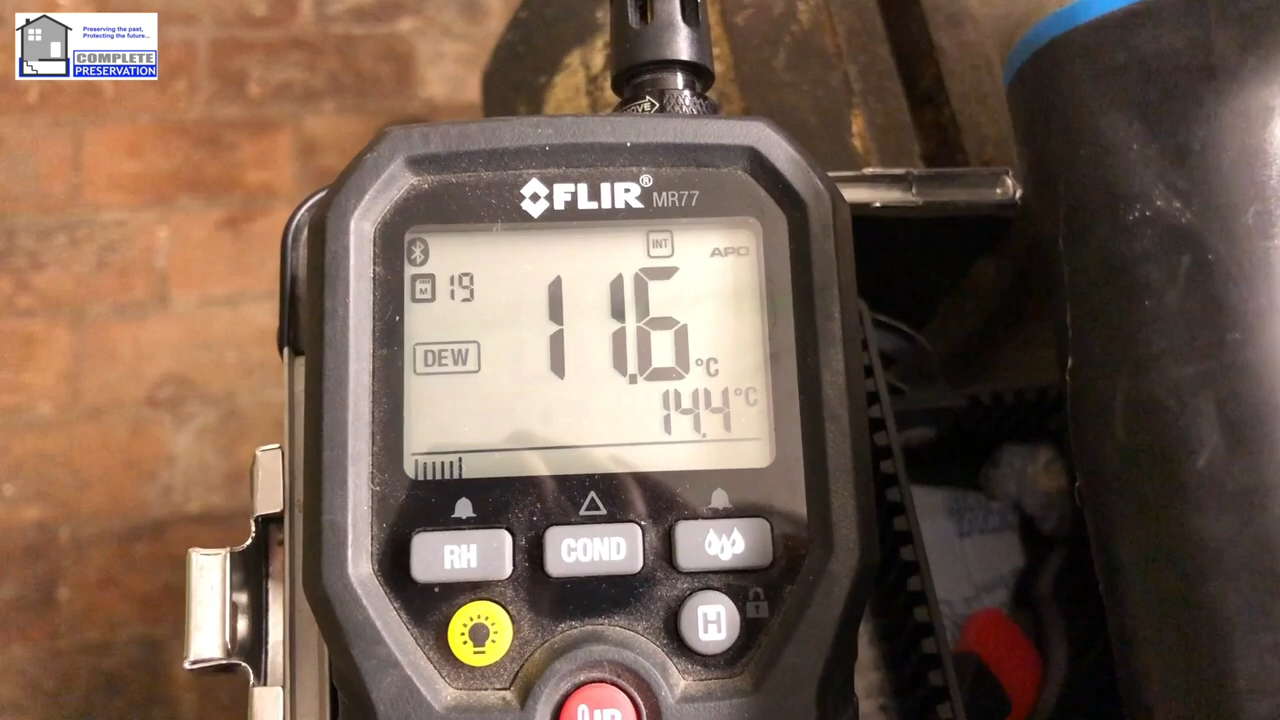 Preserving the past,
Protecting the future...
COMPLETE
PRESERVATION
FLIR® MR77
INT
APO
M 19
11.6 °C
DEW
14.4 °C
RH
COND
H
IR